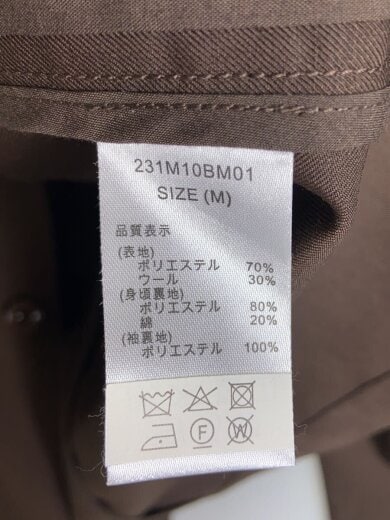 231M10BM01
SIZE (M)
品質表示
(表地)
ポリエステル 70%
ウール 30%
(身頃裏地)
ポリエステル 80%
綿 20%
(袖裏地)
ポリエステル 100%
F W